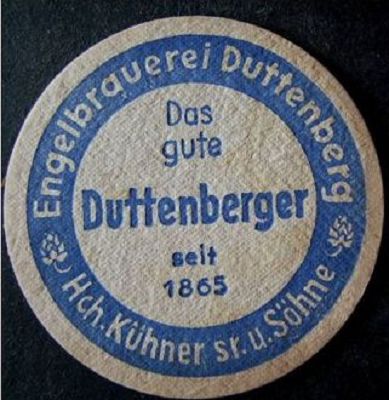 Engelbrauerei Duttenberg
Das
gute
Duttenberger
seit
1865
Hch. Kühner sr. u. Söhne